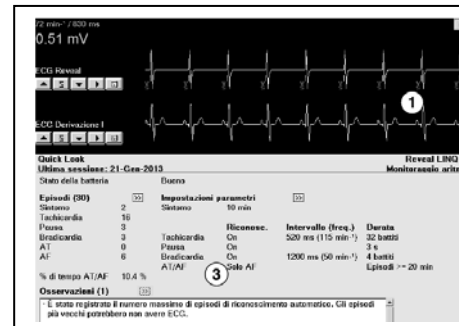 72 min-¹ / 830 ms
0.51 mV
ECG Reveal
ECG Derivazione I
1
Quick Look Reveal LINQ
Ultima sessione: 21-Gen-2013 Monitoraggio aritm
Stato della batteria Buono
Episodi (30) >> Impostazioni parametri >>
Sintomo 2 Sintomo 10 min
Tachicardia 16
Pausa 3 Riconosc. Intervallo (freq.) Durata
Bradicardia 3 Tachicardia On 520 ms (115 min-¹) 32 battiti
AT 0 Pausa On 3 s
AF 6 Bradicardia On 1200 ms (50 min-¹) 4 battiti
AT/AF Solo AF Episodi >= 20 min
3
% di tempo AT/AF 10.4 %
Osservazioni (1) >>
- È stato registrato il numero massimo di episodi di riconoscimento automatico. Gli episodi
più vecchi potrebbero non avere ECG.